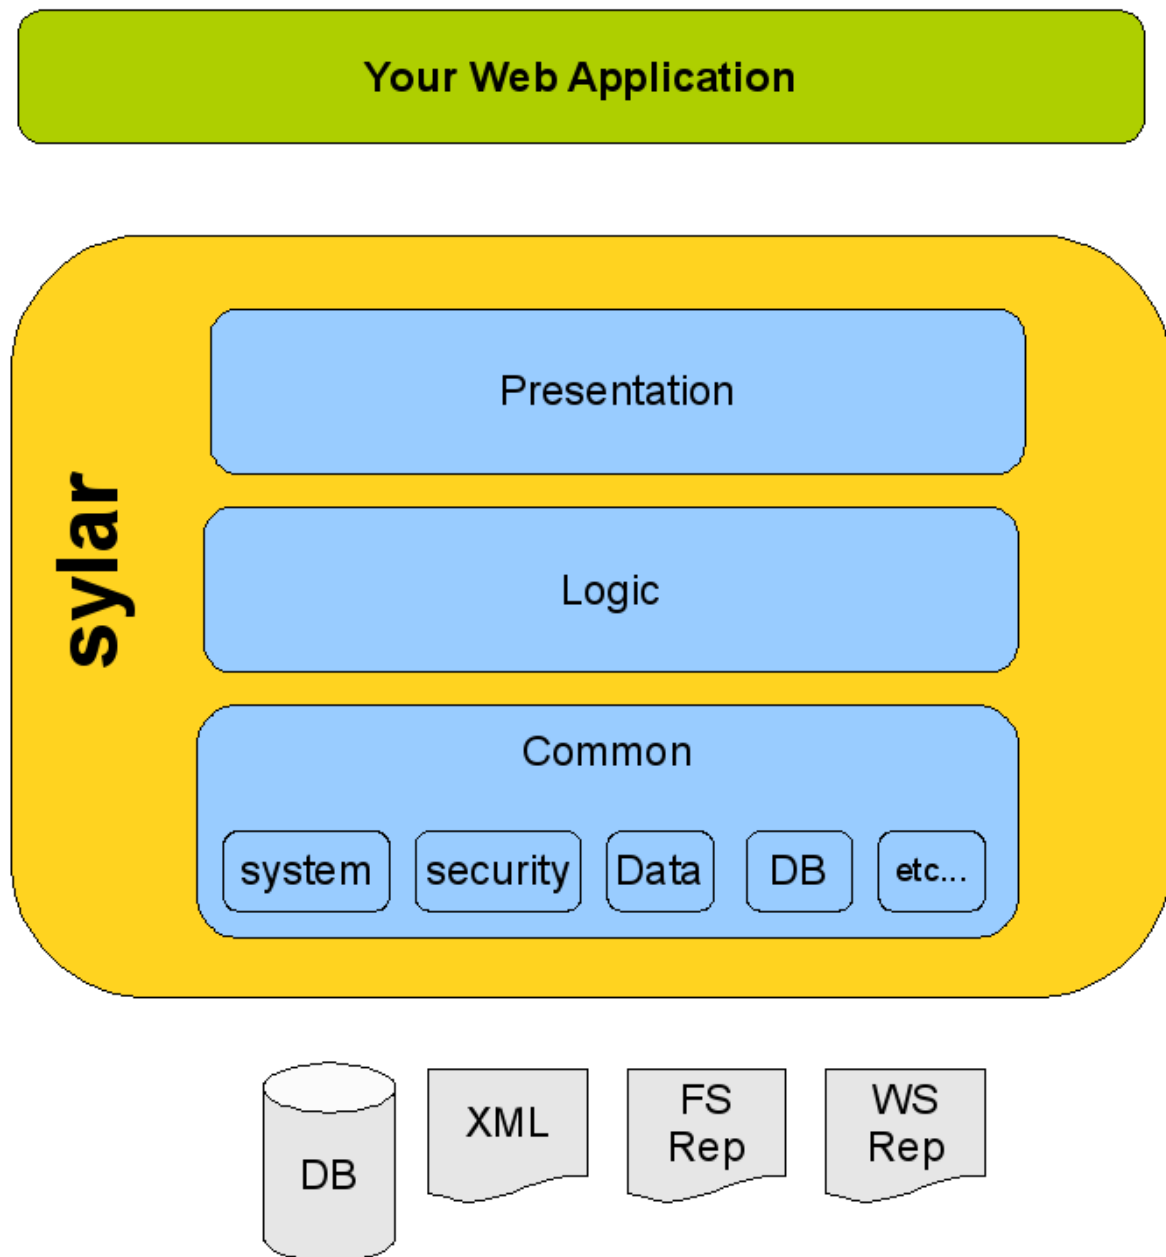 Your Web Application
sylar
Presentation
Logic
Common
system
security
Data
DB
etc...
DB
XML
FS
Rep
WS
Rep